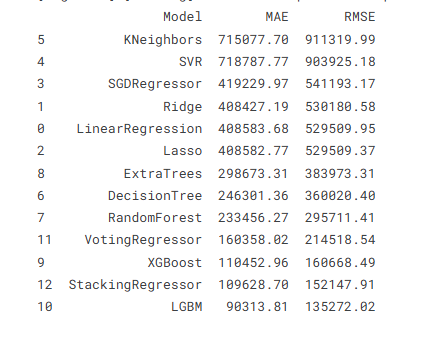 Model MAE RMSE
5 KNeighbors 715077.70 911319.99
4 SVR 718787.77 903925.18
3 SGDRegressor 419229.97 541193.17
1 Ridge 408427.19 530180.58
0 LinearRegression 408583.68 529509.95
2 Lasso 408582.77 529509.37
8 ExtraTrees 298673.31 383973.31
6 DecisionTree 246301.36 360020.40
7 RandomForest 233456.27 295711.41
11 VotingRegressor 160358.02 214518.54
9 XGBoost 110452.96 160668.49
12 StackingRegressor 109628.70 152147.91
10 LGBM 90313.81 135272.02